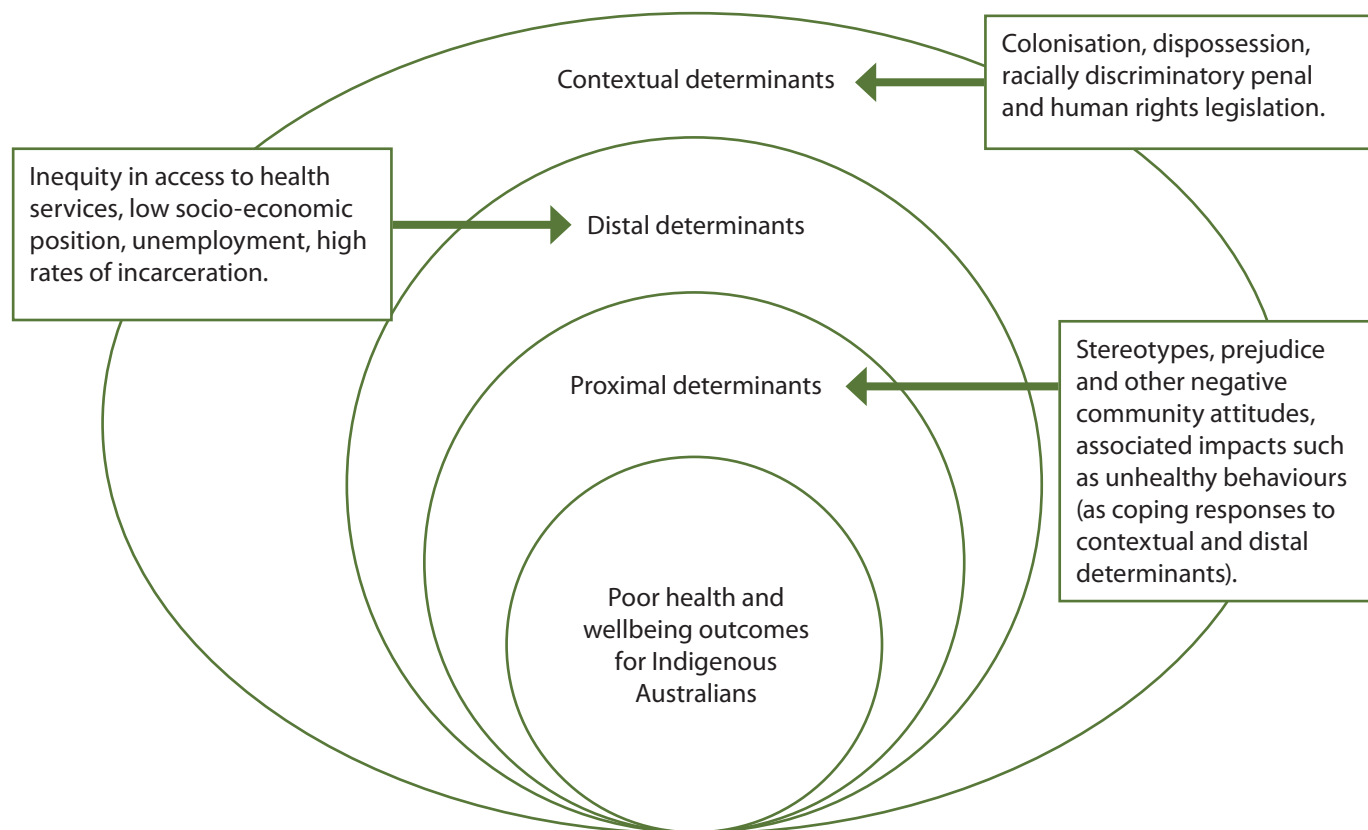 Contextual determinants
Colonisation, dispossession,
racially discriminatory penal
and human rights legislation.
Inequity in access to health
services, low socio-economic
position, unemployment, high
rates of incarceration.
Distal determinants
Proximal determinants
Stereotypes, prejudice
and other negative
community attitudes,
associated impacts such
as unhealthy behaviours
(as coping responses to
contextual and distal
determinants).
Poor health and
wellbeing outcomes
for Indigenous
Australians